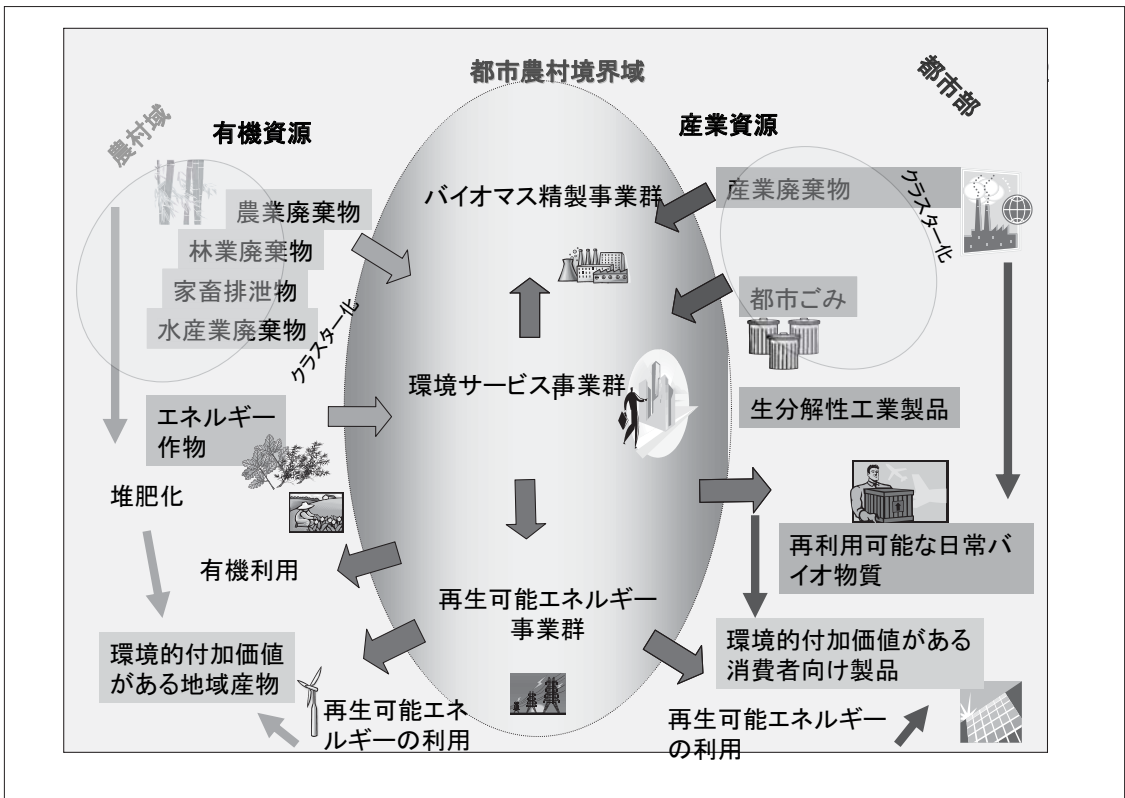 都市農村境界域
都市部
農村域
有機資源
産業資源
バイオマス精製事業群
産業廃棄物
クラスター化
農業廃棄物
林業廃棄物
家畜排泄物
水産業廃棄物
クラスター化
都市ごみ
環境サービス事業群
生分解性工業製品
エネルギー
作物
堆肥化
再利用可能な日常バ
イオ物質
有機利用
再生可能エネルギー
事業群
環境的付加価値
がある地域産物
環境的付加価値がある
消費者向け製品
再生可能エネ
ルギーの利用
再生可能エネルギー
の利用